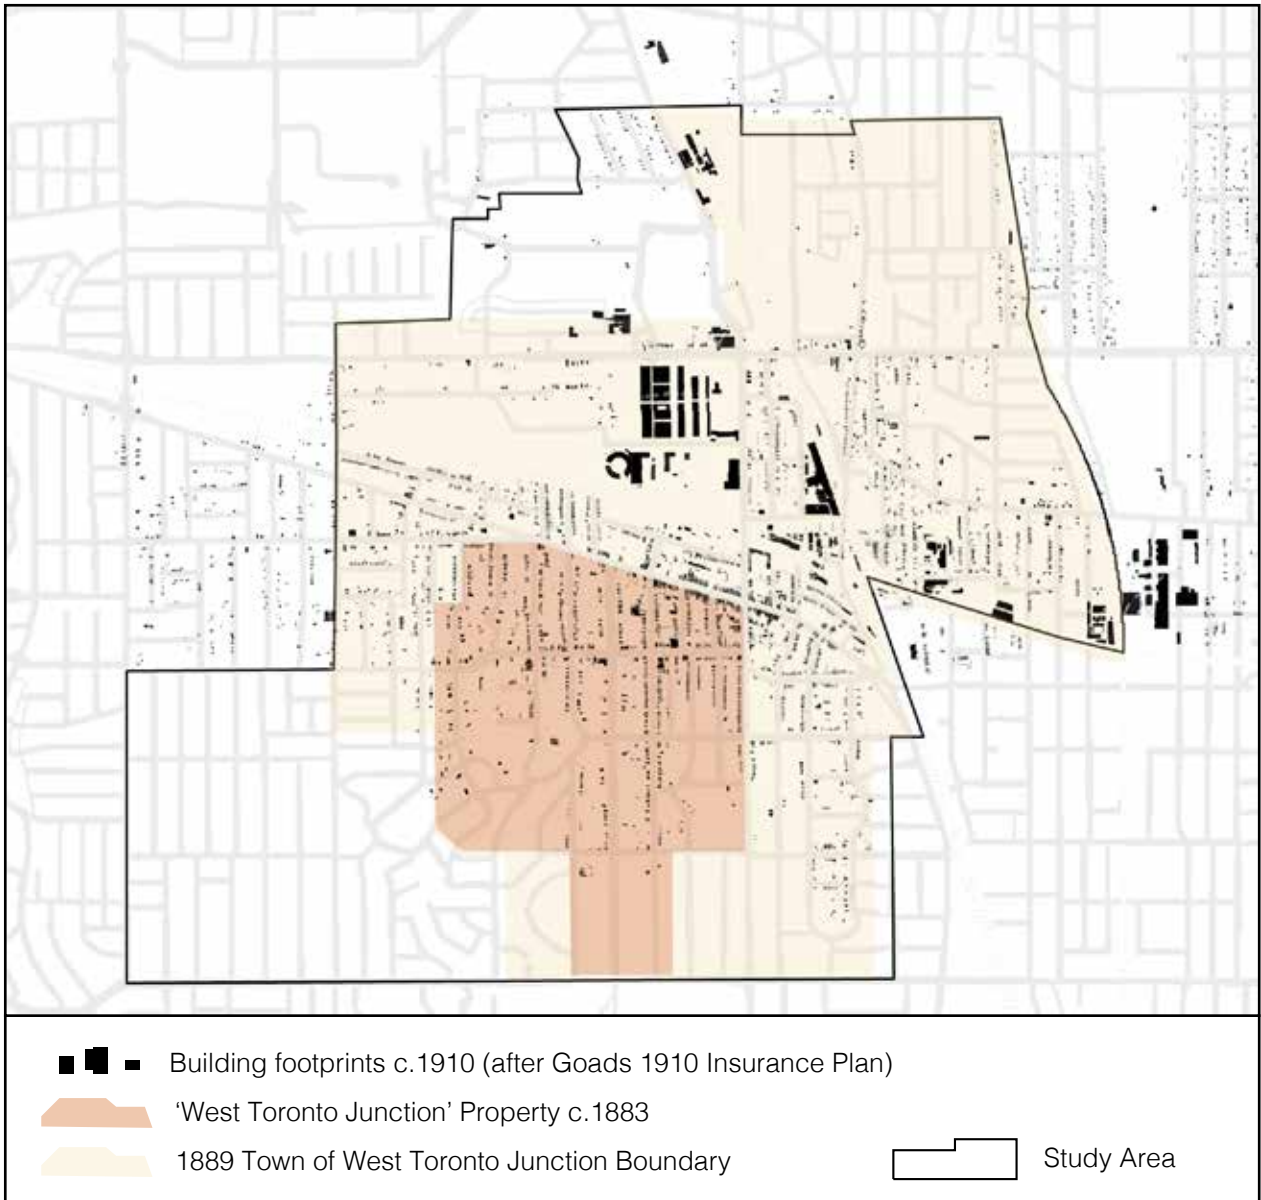 Building footprints c.1910 (after Goads 1910 Insurance Plan)
‘West Toronto Junction’ Property c.1883
1889 Town of West Toronto Junction Boundary
Study Area